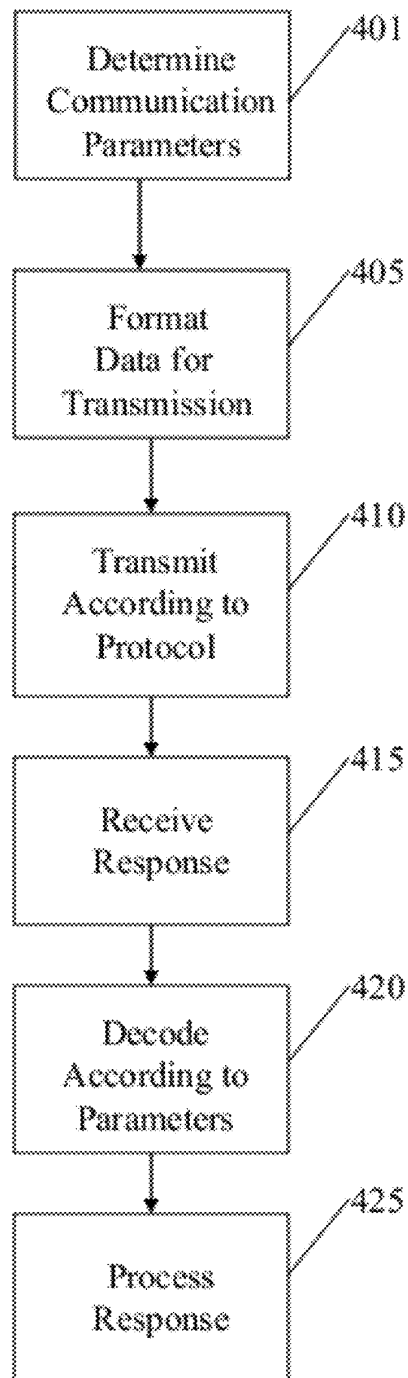 401
Determine
Communication
Parameters
405
Format
Data for
Transmission
410
Transmit
According to
Protocol
415
Receive
Response
420
Decode
According to
Parameters
425
Process
Response